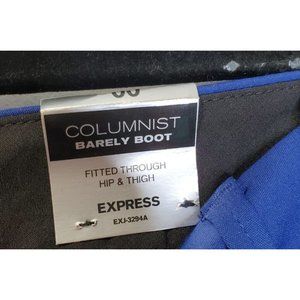 COLUMNIST
BARELY BOOT
FITTED THROUGH
HIP & THIGH
EXPRESS
EXJ-3294A